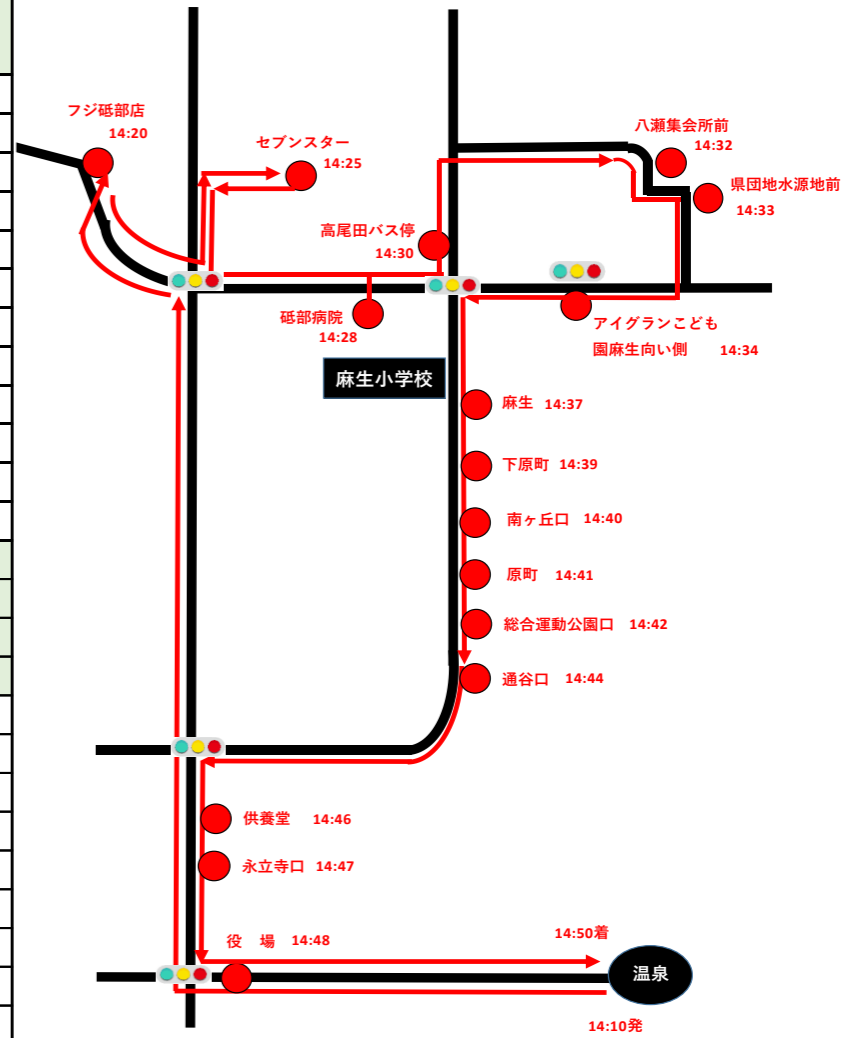 フジ砥部店
14:20
セブンスター
14:25
八瀬集会所前
14:32
県団地水源地前
14:33
高尾田バス停
14:30
砥部病院
14:28
アイグランこども
園麻生向い側 14:34
麻生小学校
麻生 14:37
下原町 14:39
南ヶ丘口 14:40
原町 14:41
総合運動公園口 14:42
通谷口 14:44
供養堂 14:46
永立寺口 14:47
役　場 14:48
14:50着
温泉
14:10発